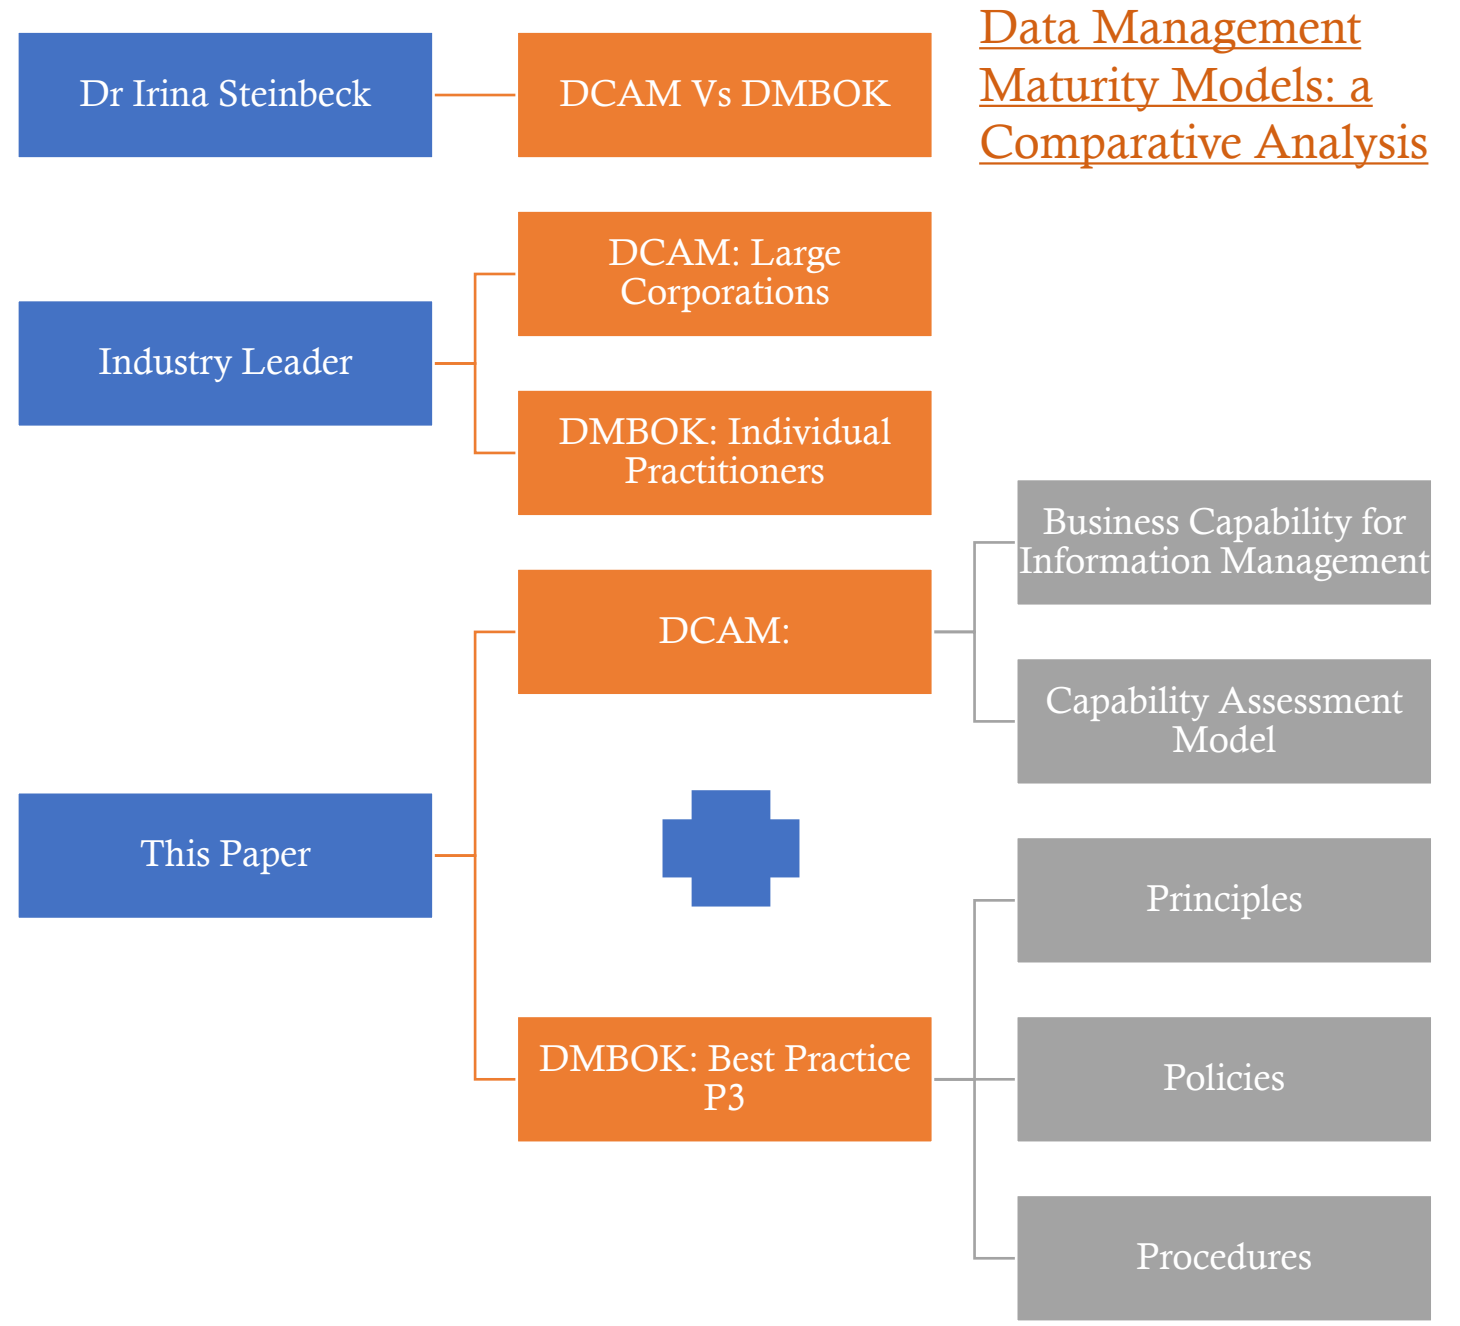 Dr Irina Steinbeck
DCAM Vs DMBOK
Data Management
Maturity Models: a
Comparative Analysis
Industry Leader
DCAM: Large
Corporations
DMBOK: Individual
Practitioners
This Paper
DCAM:
Business Capability for
Information Management
Capability Assessment
Model
DMBOK: Best Practice
P3
Principles
Policies
Procedures